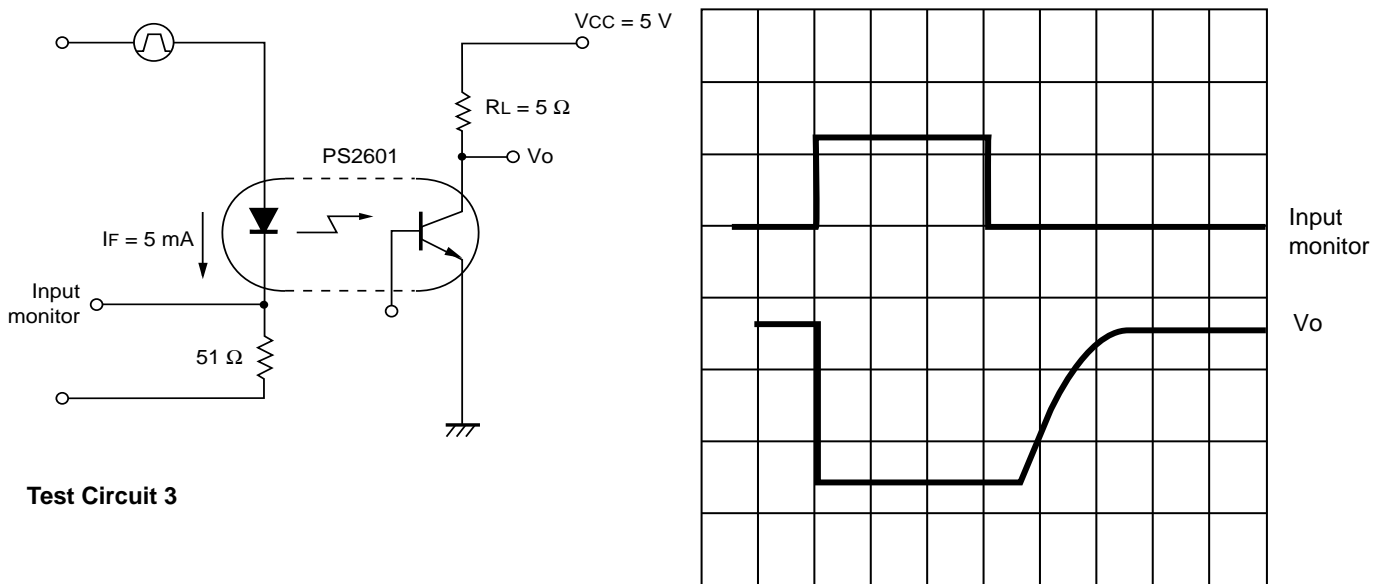 VCC = 5 V
RL = 5 Ω
PS2601
Vo
IF = 5 mA
Input
monitor
51 Ω
Test Circuit 3
Input
monitor
Vo